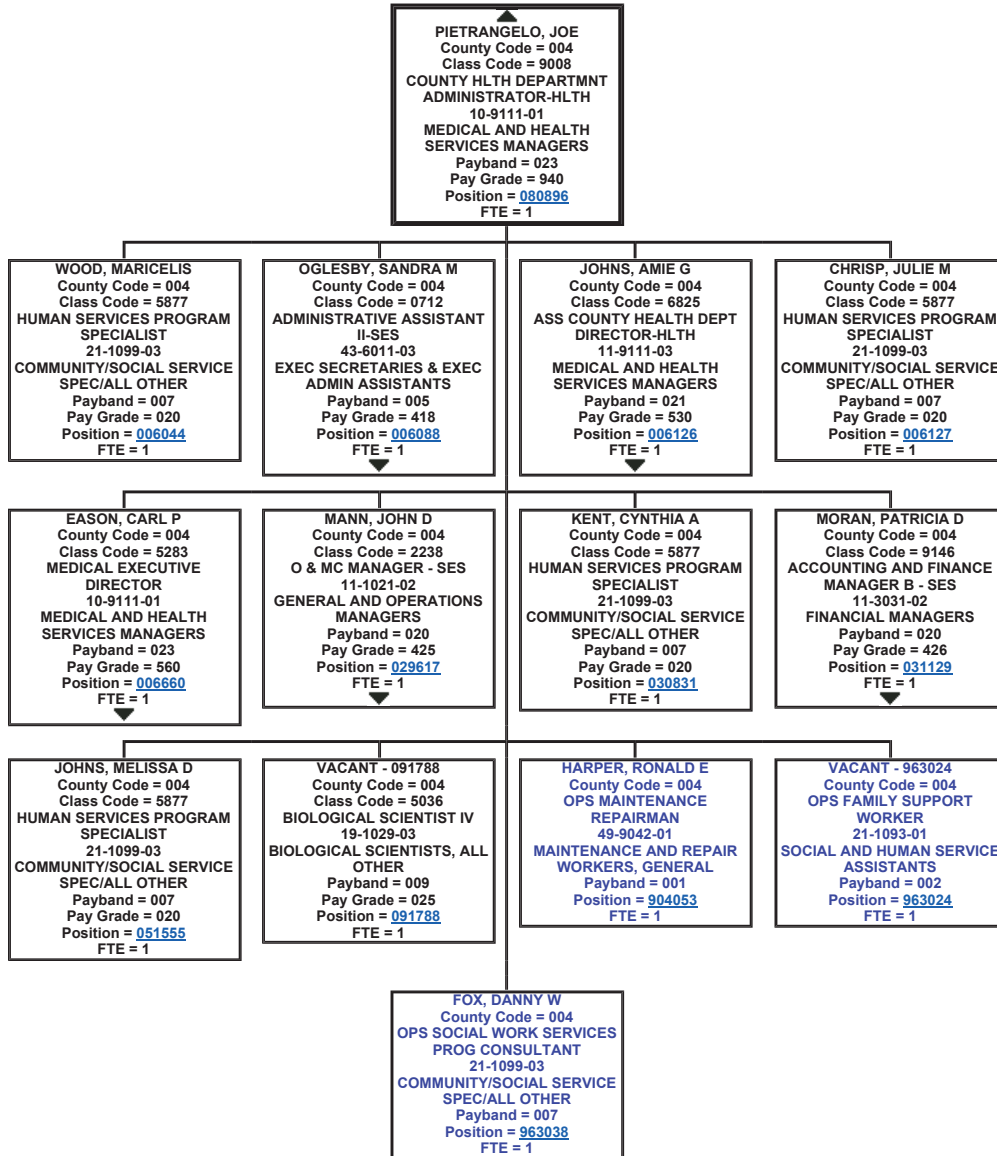 PIETRANGELO, JOE
County Code = 004
Class Code = 9008
COUNTY HLTH DEPARTMNT
ADMINISTRATOR-HLTH
10-9111-01
MEDICAL AND HEALTH
SERVICES MANAGERS
Payband = 023
Pay Grade = 940
Position = 080896
FTE = 1
WOOD, MARICELIS
County Code = 004
Class Code = 5877
HUMAN SERVICES PROGRAM
SPECIALIST
21-1099-03
COMMUNITY/SOCIAL SERVICE
SPEC/ALL OTHER
Payband = 007
Pay Grade = 020
Position = 006044
FTE = 1
OGLESBY, SANDRA M
County Code = 004
Class Code = 0712
ADMINISTRATIVE ASSISTANT
II-SES
43-6011-03
EXEC SECRETARIES & EXEC
ADMIN ASSISTANTS
Payband = 005
Pay Grade = 418
Position = 006088
FTE = 1
JOHNS, AMIE G
County Code = 004
Class Code = 6825
ASS COUNTY HEALTH DEPT
DIRECTOR-HLTH
11-9111-03
MEDICAL AND HEALTH
SERVICES MANAGERS
Payband = 021
Pay Grade = 530
Position = 006126
FTE = 1
CHRISP, JULIE M
County Code = 004
Class Code = 5877
HUMAN SERVICES PROGRAM
SPECIALIST
21-1099-03
COMMUNITY/SOCIAL SERVICE
SPEC/ALL OTHER
Payband = 007
Pay Grade = 020
Position = 006127
FTE = 1
EASON, CARL P
County Code = 004
Class Code = 5283
MEDICAL EXECUTIVE
DIRECTOR
10-9111-01
MEDICAL AND HEALTH
SERVICES MANAGERS
Payband = 023
Pay Grade = 560
Position = 006660
FTE = 1
MANN, JOHN D
County Code = 004
Class Code = 2238
O & MC MANAGER - SES
11-1021-02
GENERAL AND OPERATIONS
MANAGERS
Payband = 020
Pay Grade = 425
Position = 029617
FTE = 1
KENT, CYNTHIA A
County Code = 004
Class Code = 5877
HUMAN SERVICES PROGRAM
SPECIALIST
21-1099-03
COMMUNITY/SOCIAL SERVICE
SPEC/ALL OTHER
Payband = 007
Pay Grade = 020
Position = 030831
FTE = 1
MORAN, PATRICIA D
County Code = 004
Class Code = 9146
ACCOUNTING AND FINANCE
MANAGER B - SES
11-3031-02
FINANCIAL MANAGERS
Payband = 020
Pay Grade = 426
Position = 031129
FTE = 1
JOHNS, MELISSA D
County Code = 004
Class Code = 5877
HUMAN SERVICES PROGRAM
SPECIALIST
21-1099-03
COMMUNITY/SOCIAL SERVICE
SPEC/ALL OTHER
Payband = 007
Pay Grade = 020
Position = 051555
FTE = 1
VACANT - 091788
County Code = 004
Class Code = 5036
BIOLOGICAL SCIENTIST IV
19-1029-03
BIOLOGICAL SCIENTISTS, ALL
OTHER
Payband = 009
Pay Grade = 025
Position = 091788
FTE = 1
HARPER, RONALD E
County Code = 004
OPS MAINTENANCE
REPAIRMAN
49-9042-01
MAINTENANCE AND REPAIR
WORKERS, GENERAL
Payband = 001
Position = 904053
FTE = 1
VACANT - 963024
County Code = 004
OPS FAMILY SUPPORT
WORKER
21-1093-01
SOCIAL AND HUMAN SERVICE
ASSISTANTS
Payband = 002
Position = 963024
FTE = 1
FOX, DANNY W
County Code = 004
OPS SOCIAL WORK SERVICES
PROG CONSULTANT
21-1099-03
COMMUNITY/SOCIAL SERVICE
SPEC/ALL OTHER
Payband = 007
Position = 963038
FTE = 1